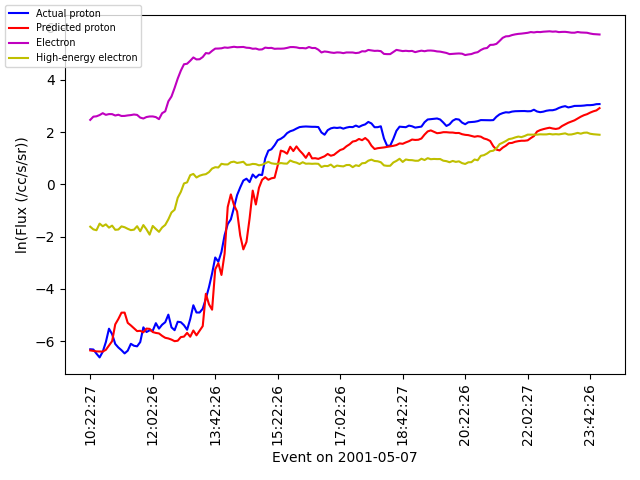 Actual proton
Predicted proton
Electron
High-energy electron
4
2
0
−2
−4
−6
ln(Flux (/cc/s/sr))
10:22:27
12:02:26
13:42:26
15:22:26
17:02:26
18:42:27
20:22:26
22:02:27
23:42:26
Event on 2001-05-07